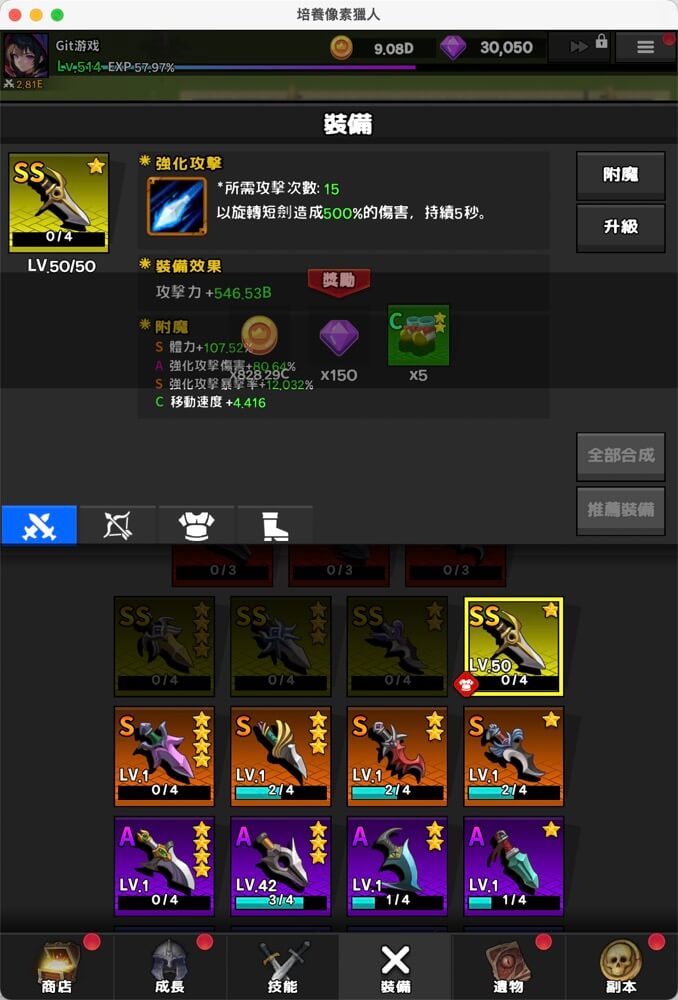 培養像素獵人
Git游戏
LV.514 EXP 57.97%
2.81E
9.08D
30,050
裝備
SS
0/4
LV.50/50
強化攻擊
*所需攻擊次數: 15
以旋轉短劍造成500%的傷害, 持續5秒。
附魔
升級
裝備效果
攻擊力 +546.53B
獎勵
附魔
S 體力+107.52%
A 強化攻擊傷害+80.64%
S 強化攻擊暴擊率+12.032%
C 移動速度 +4.416
x828.29C
x150
C
x5
全部合成
推薦裝備
0/3
0/3
0/3
SS
0/4
SS
0/4
SS
0/4
SS
LV.50
0/4
S
LV.1
0/4
S
LV.1
2/4
S
LV.1
2/4
S
LV.1
2/4
A
LV.1
0/4
A
LV.42
3/4
A
LV.1
1/4
A
LV.1
1/4
商店
成長
技能
裝備
遺物
副本